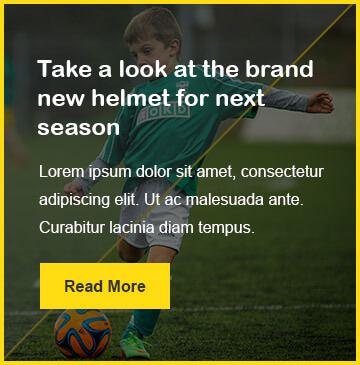 Take a look at the brand
new helmet for next
season
Lorem ipsum dolor sit amet, consectetur
adipiscing elit. Ut ac malesuada ante.
Curabitur lacinia diam tempus.
Read More